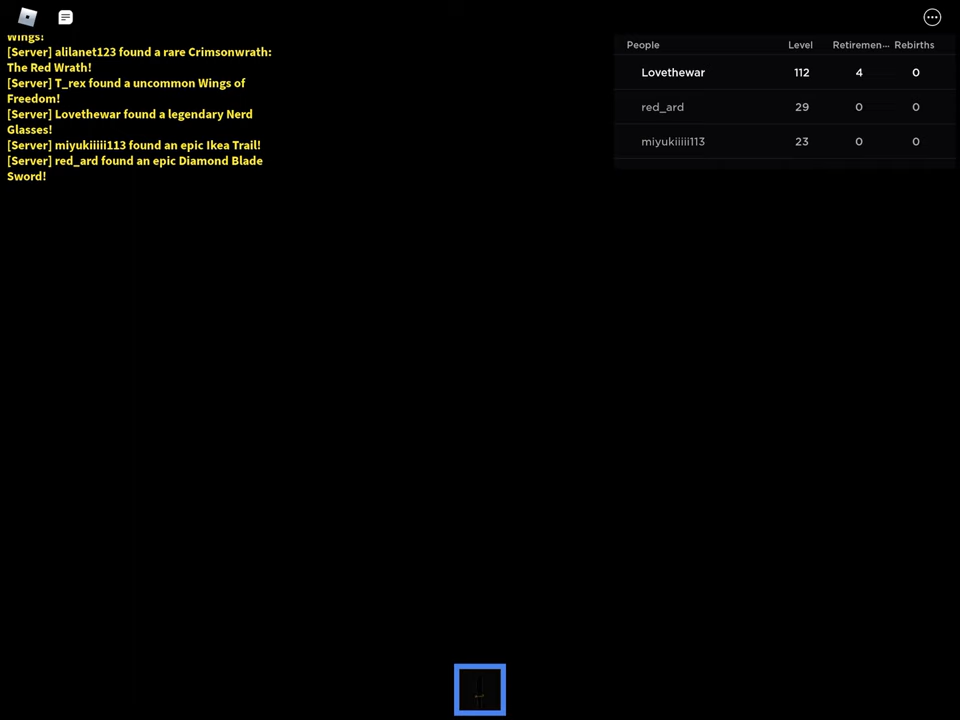 Wings!
[Server] alilanet123 found a rare Crimsonwrath:
The Red Wrath!
[Server] T_rex found a uncommon Wings of
Freedom!
[Server] Lovethewar found a legendary Nerd
Glasses!
[Server] miyukiiiii113 found an epic Ikea Trail!
[Server] red_ard found an epic Diamond Blade
Sword!
People Level Retiremen... Rebirths
Lovethewar 112 4 0
red_ard 29 0 0
miyukiiiii113 23 0 0